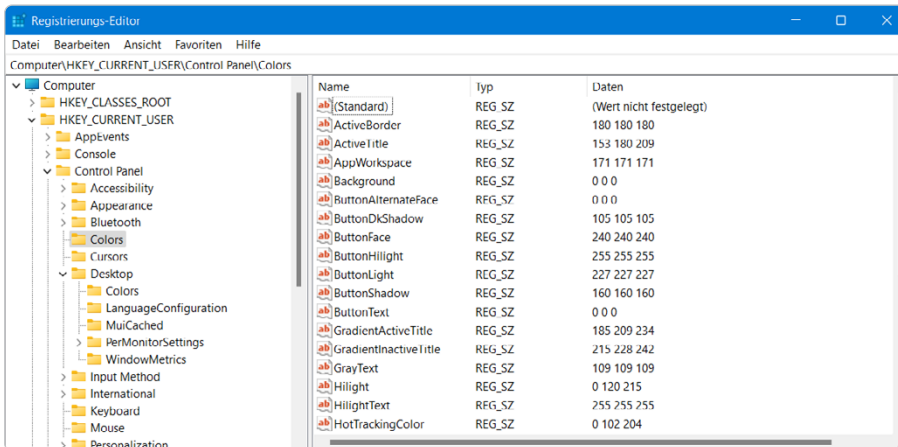 Registrierungs-Editor
Datei Bearbeiten Ansicht Favoriten Hilfe
Computer\HKEY_CURRENT_USER\Control Panel\Colors
Computer
HKEY_CLASSES_ROOT
HKEY_CURRENT_USER
AppEvents
Console
Control Panel
Accessibility
Appearance
Bluetooth
Colors
Cursors
Desktop
Colors
LanguageConfiguration
MuiCached
PerMonitorSettings
WindowMetrics
Input Method
International
Keyboard
Mouse
Personalization
Name Typ Daten
(Standard) REG_SZ (Wert nicht festgelegt)
ActiveBorder REG_SZ 180 180 180
ActiveTitle REG_SZ 153 180 209
AppWorkspace REG_SZ 171 171 171
Background REG_SZ 0 0 0
ButtonAlternateFace REG_SZ 0 0 0
ButtonDkShadow REG_SZ 105 105 105
ButtonFace REG_SZ 240 240 240
ButtonHilight REG_SZ 255 255 255
ButtonLight REG_SZ 227 227 227
ButtonShadow REG_SZ 160 160 160
ButtonText REG_SZ 0 0 0
GradientActiveTitle REG_SZ 185 209 234
GradientInactiveTitle REG_SZ 215 228 242
GrayText REG_SZ 109 109 109
Hilight REG_SZ 0 120 215
HilightText REG_SZ 255 255 255
HotTrackingColor REG_SZ 0 102 204